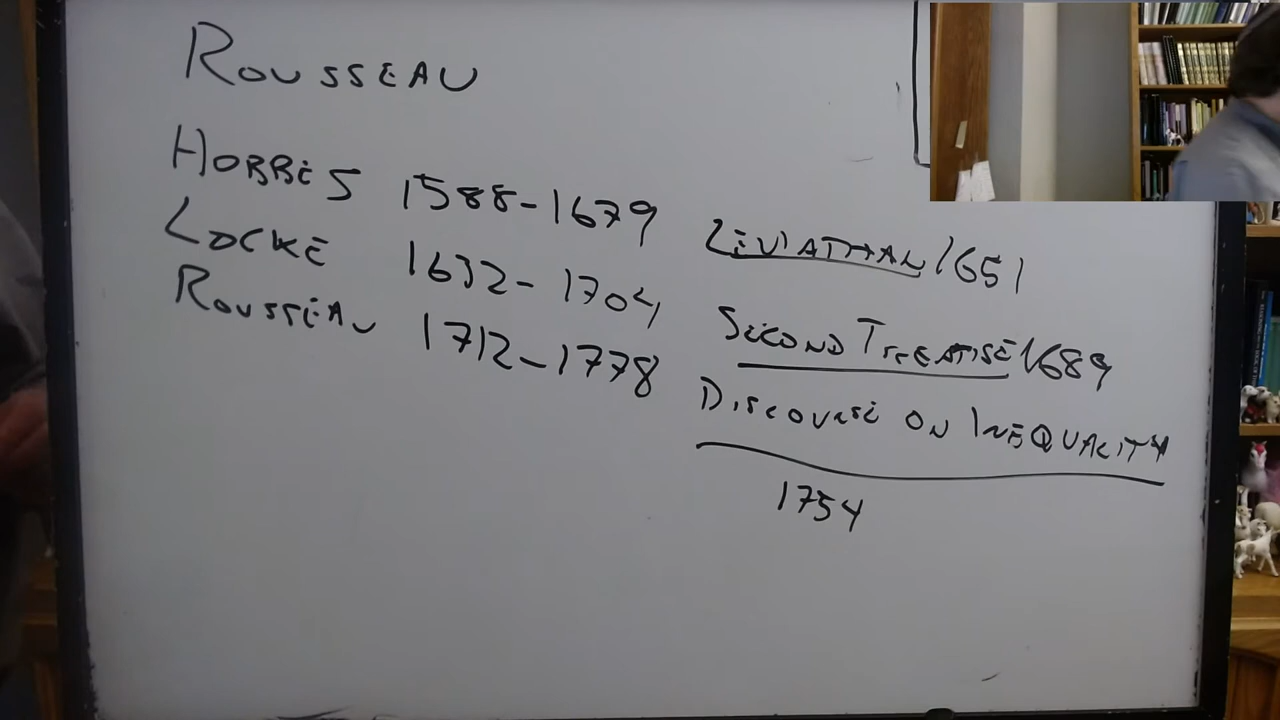 ROUSSEAU
HOBBES 1588-1679 LEVIATHAN 1651
LOCKE 1632-1704 SECOND TREATISE 1689
ROUSSEAU 1712-1778 DISCOURSE ON INEQUALITY
1754